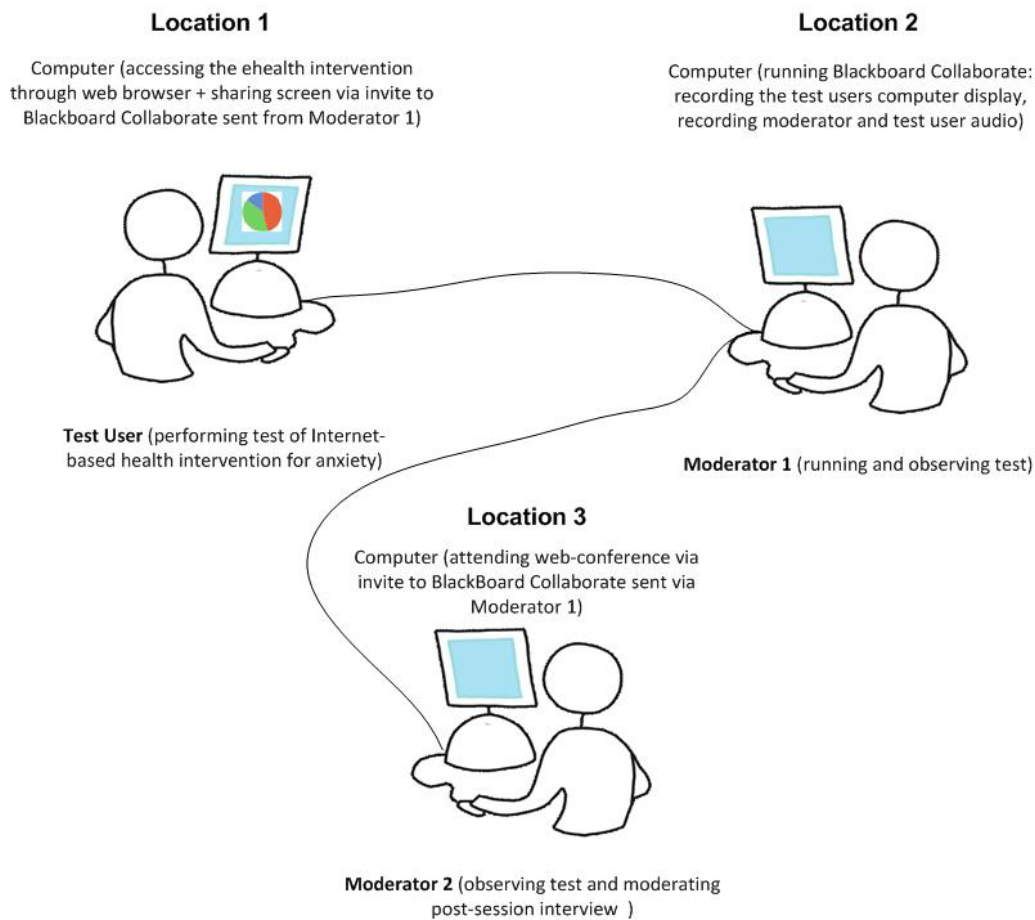 Location 1
Computer (accessing the ehealth intervention
through web browser + sharing screen via invite to
Blackboard Collaborate sent from Moderator 1)
Location 2
Computer (running Blackboard Collaborate:
recording the test users computer display,
recording moderator and test user audio)
Test User (performing test of Internet-
based health intervention for anxiety)
Moderator 1 (running and observing test)
Location 3
Computer (attending web-conference via
invite to BlackBoard Collaborate sent via
Moderator 1)
Moderator 2 (observing test and moderating
post-session interview )